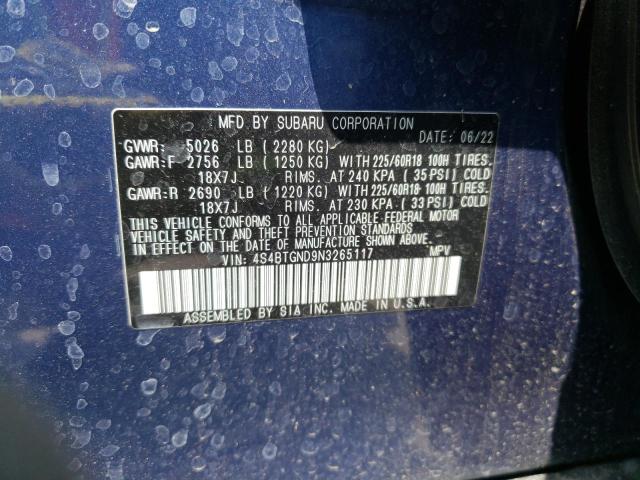 MFD BY SUBARU CORPORATION
DATE: 06/22
GVWR: 5026 LB (2280 KG)
GAWR:F 2756 LB (1250 KG) WITH 225/60R18 100H TIRES.
18X7J RIMS. AT 240 KPA (35 PSI) COLD
GAWR:R 2690 LB (1220 KG) WITH 225/60R18 100H TIRES.
18X7J RIMS. AT 230 KPA (33 PSI) COLD
THIS VEHICLE CONFORMS TO ALL APPLICABLE FEDERAL MOTOR
VEHICLE SAFETY AND THEFT PREVENTION STANDARDS
IN EFFECT ON THE DATE OF MANUFACTURE SHOWN ABOVE.
VIN: 4S4BTGND9N3265117 MPV
ASSEMBLED BY SIA INC. MADE IN U.S.A.